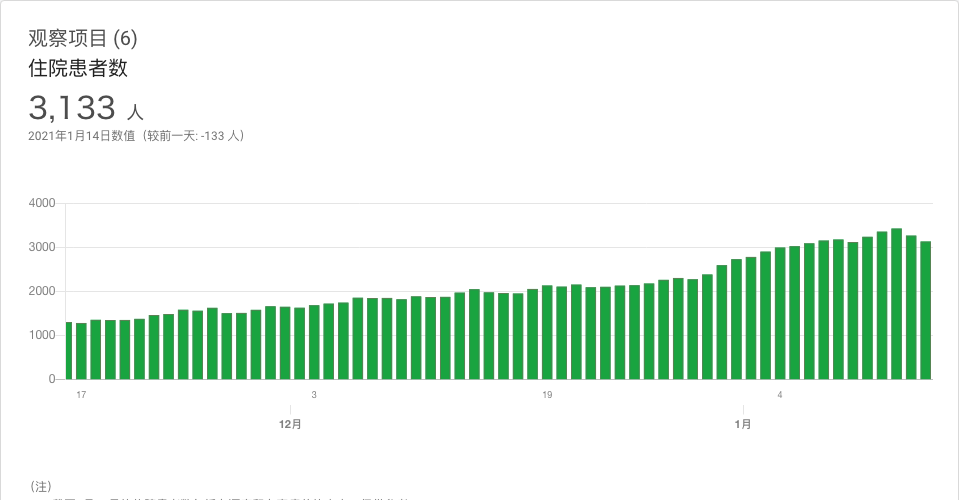 观察项目 (6)
住院患者数
3,133 人
2021年1月14日数值（较前一天: -133 人）
4000
3000
2000
1000
0
17
3
19
4
12月
1月
(注)